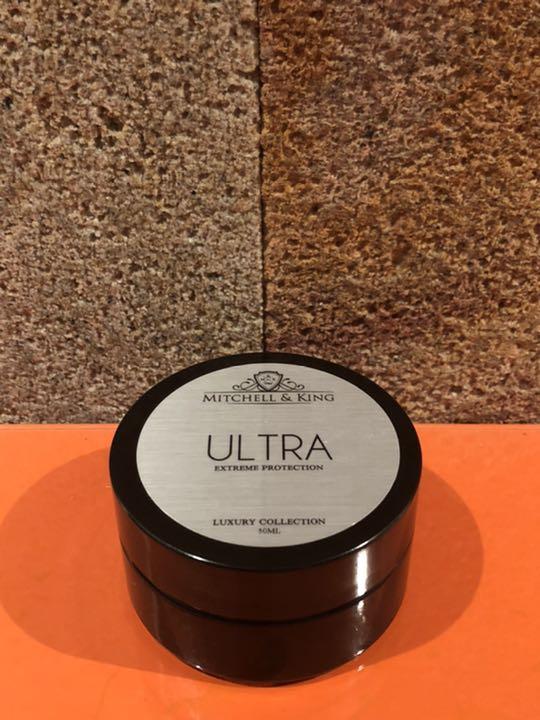 MITCHELL & KING
ULTRA
EXTREME PROTECTION
LUXURY COLLECTION
50ML